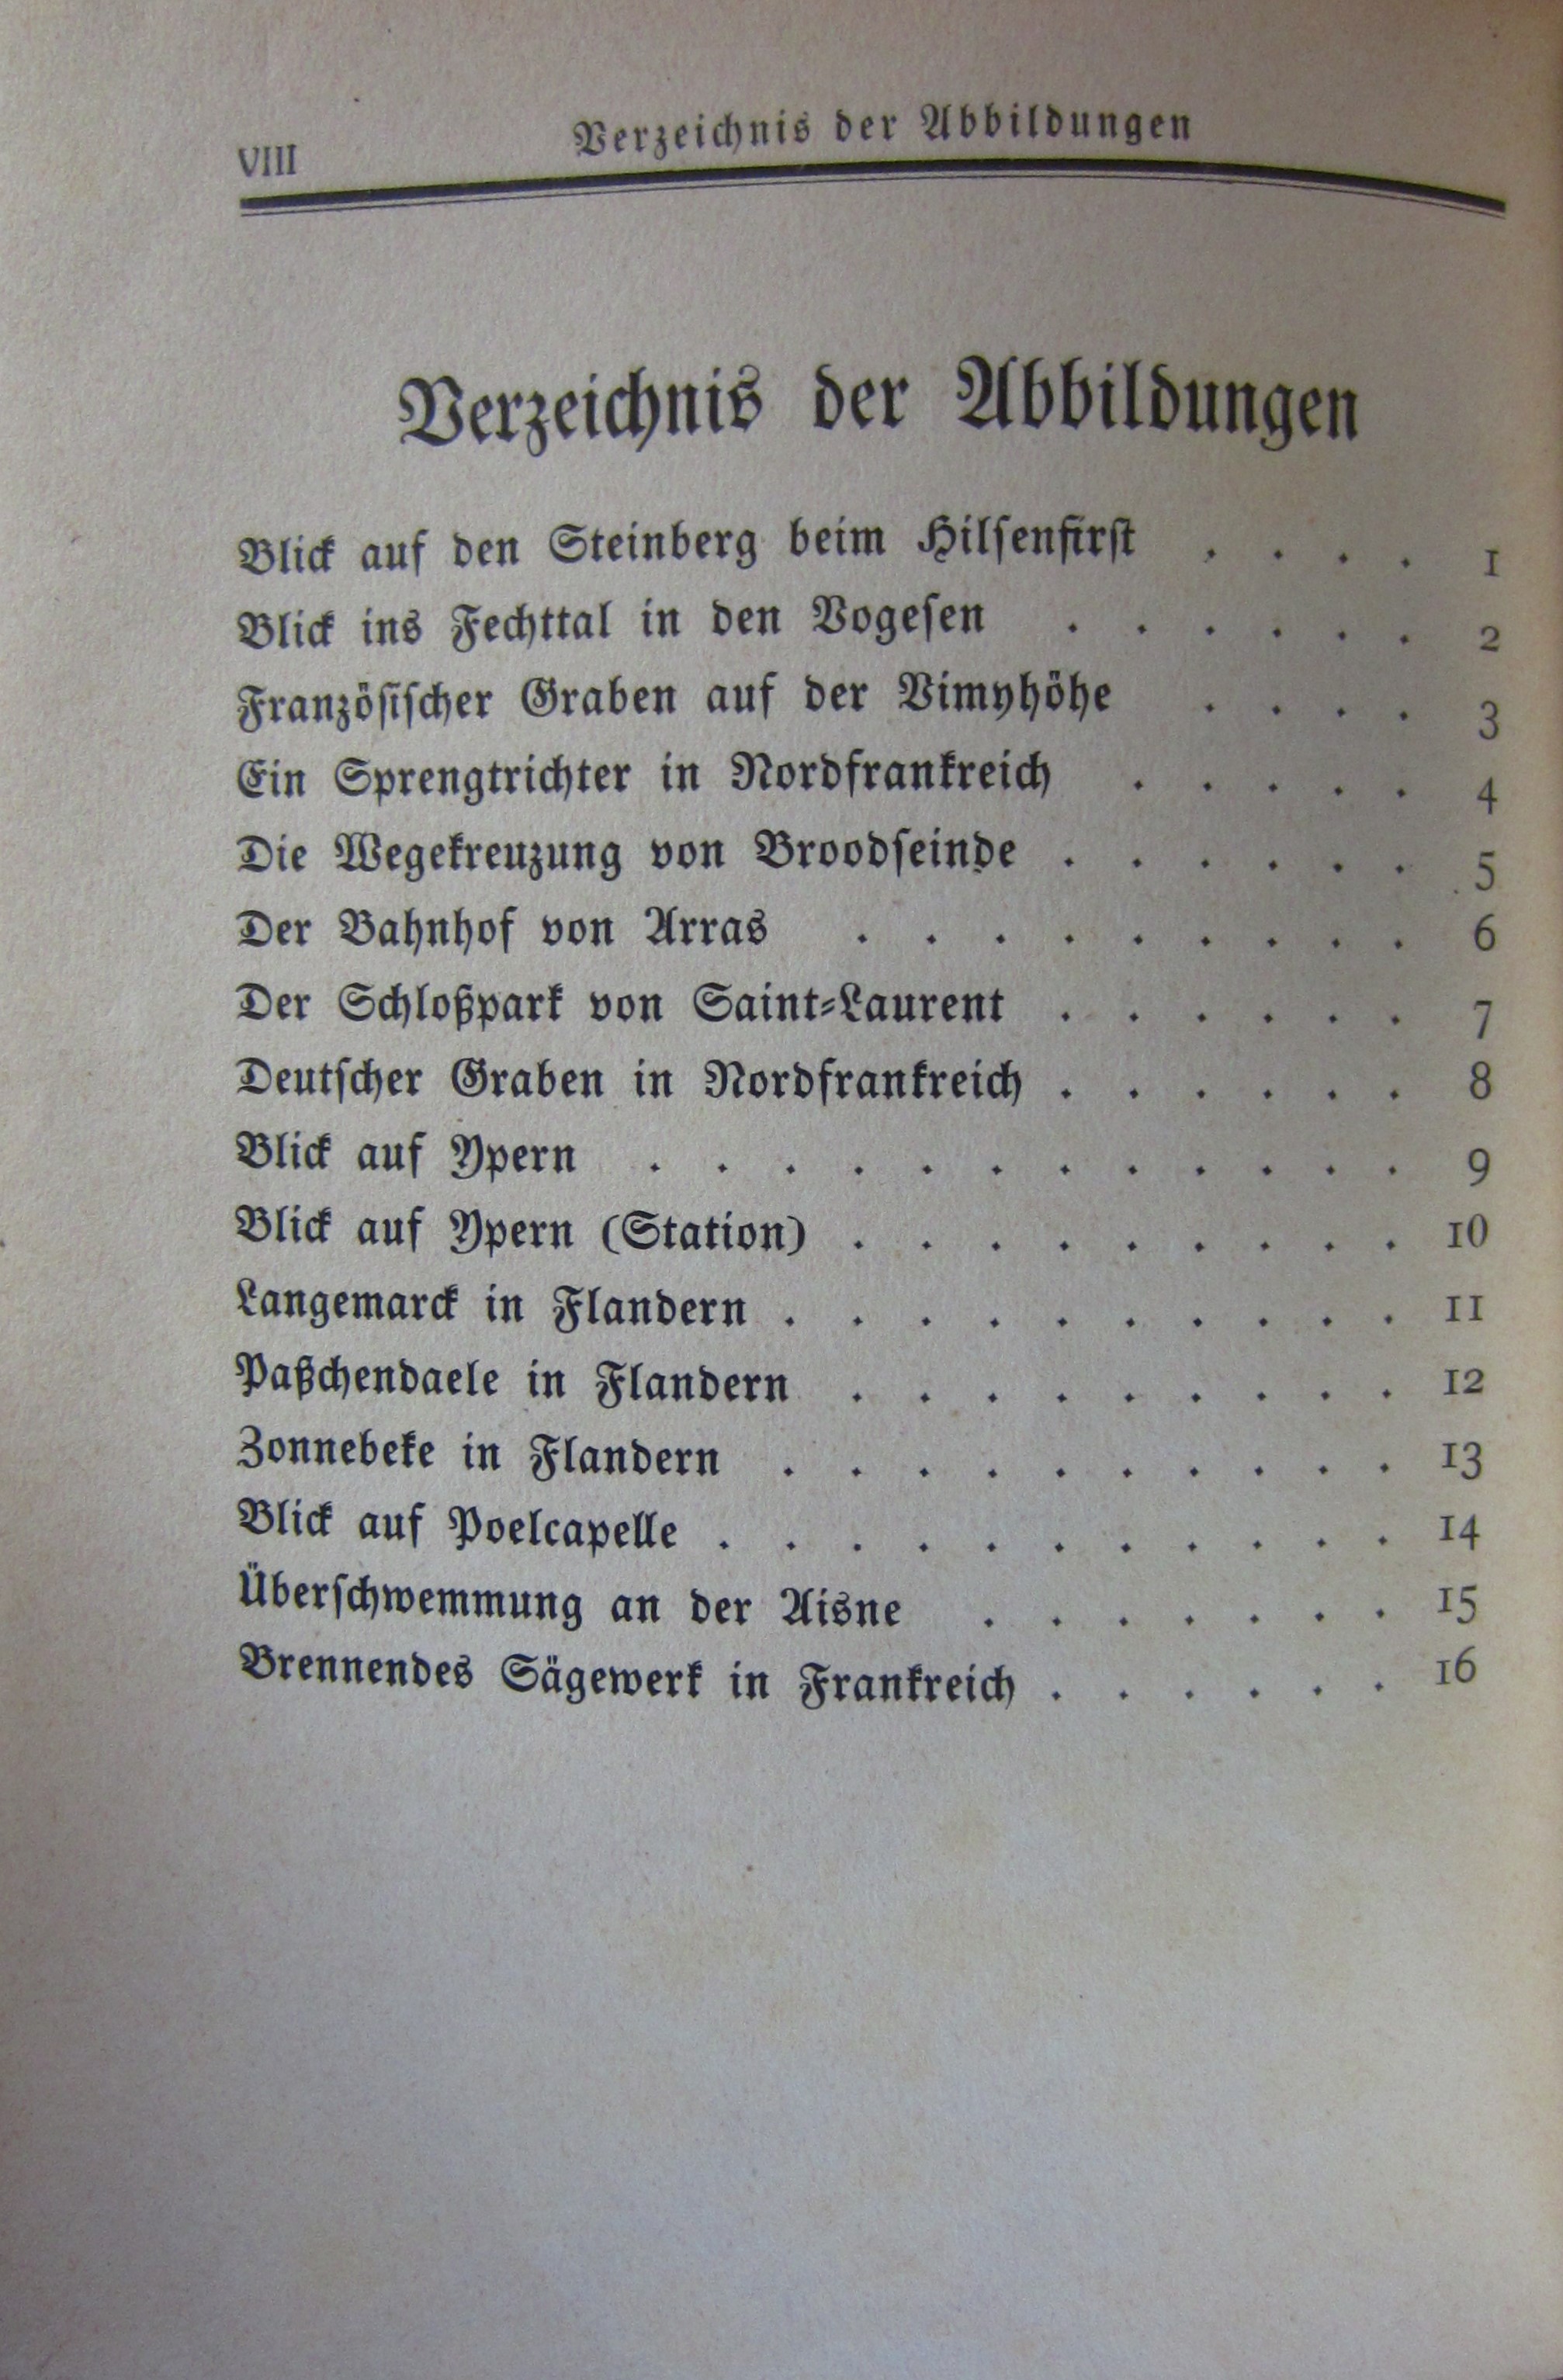 VIII
Verzeichnis der Abbildungen
Verzeichnis der Abbildungen
Blick auf den Steinberg beim Hilſenfirſt . . . . 1
Blick ins Fechttal in den Vogeſen . . . . . . 2
Franzöſiſcher Graben auf der Vimyhöhe . . . . 3
Ein Sprengtrichter in Nordfrankreich . . . . . 4
Die Wegekreuzung von Broodſeinde . . . . . . 5
Der Bahnhof von Arras . . . . . . . . . 6
Der Schloßpark von Saint-Laurent . . . . . . 7
Deutſcher Graben in Nordfrankreich . . . . . . 8
Blick auf Ypern . . . . . . . . . . . . 9
Blick auf Ypern (Station) . . . . . . . . . 10
Langemarck in Flandern . . . . . . . . . . 11
Paßchendaele in Flandern . . . . . . . . . 12
Zonnebeke in Flandern . . . . . . . . . . 13
Blick auf Poelcapelle . . . . . . . . . . . 14
Überſchwemmung an der Aisne . . . . . . . 15
Brennendes Sägewerk in Frankreich . . . . . . 16